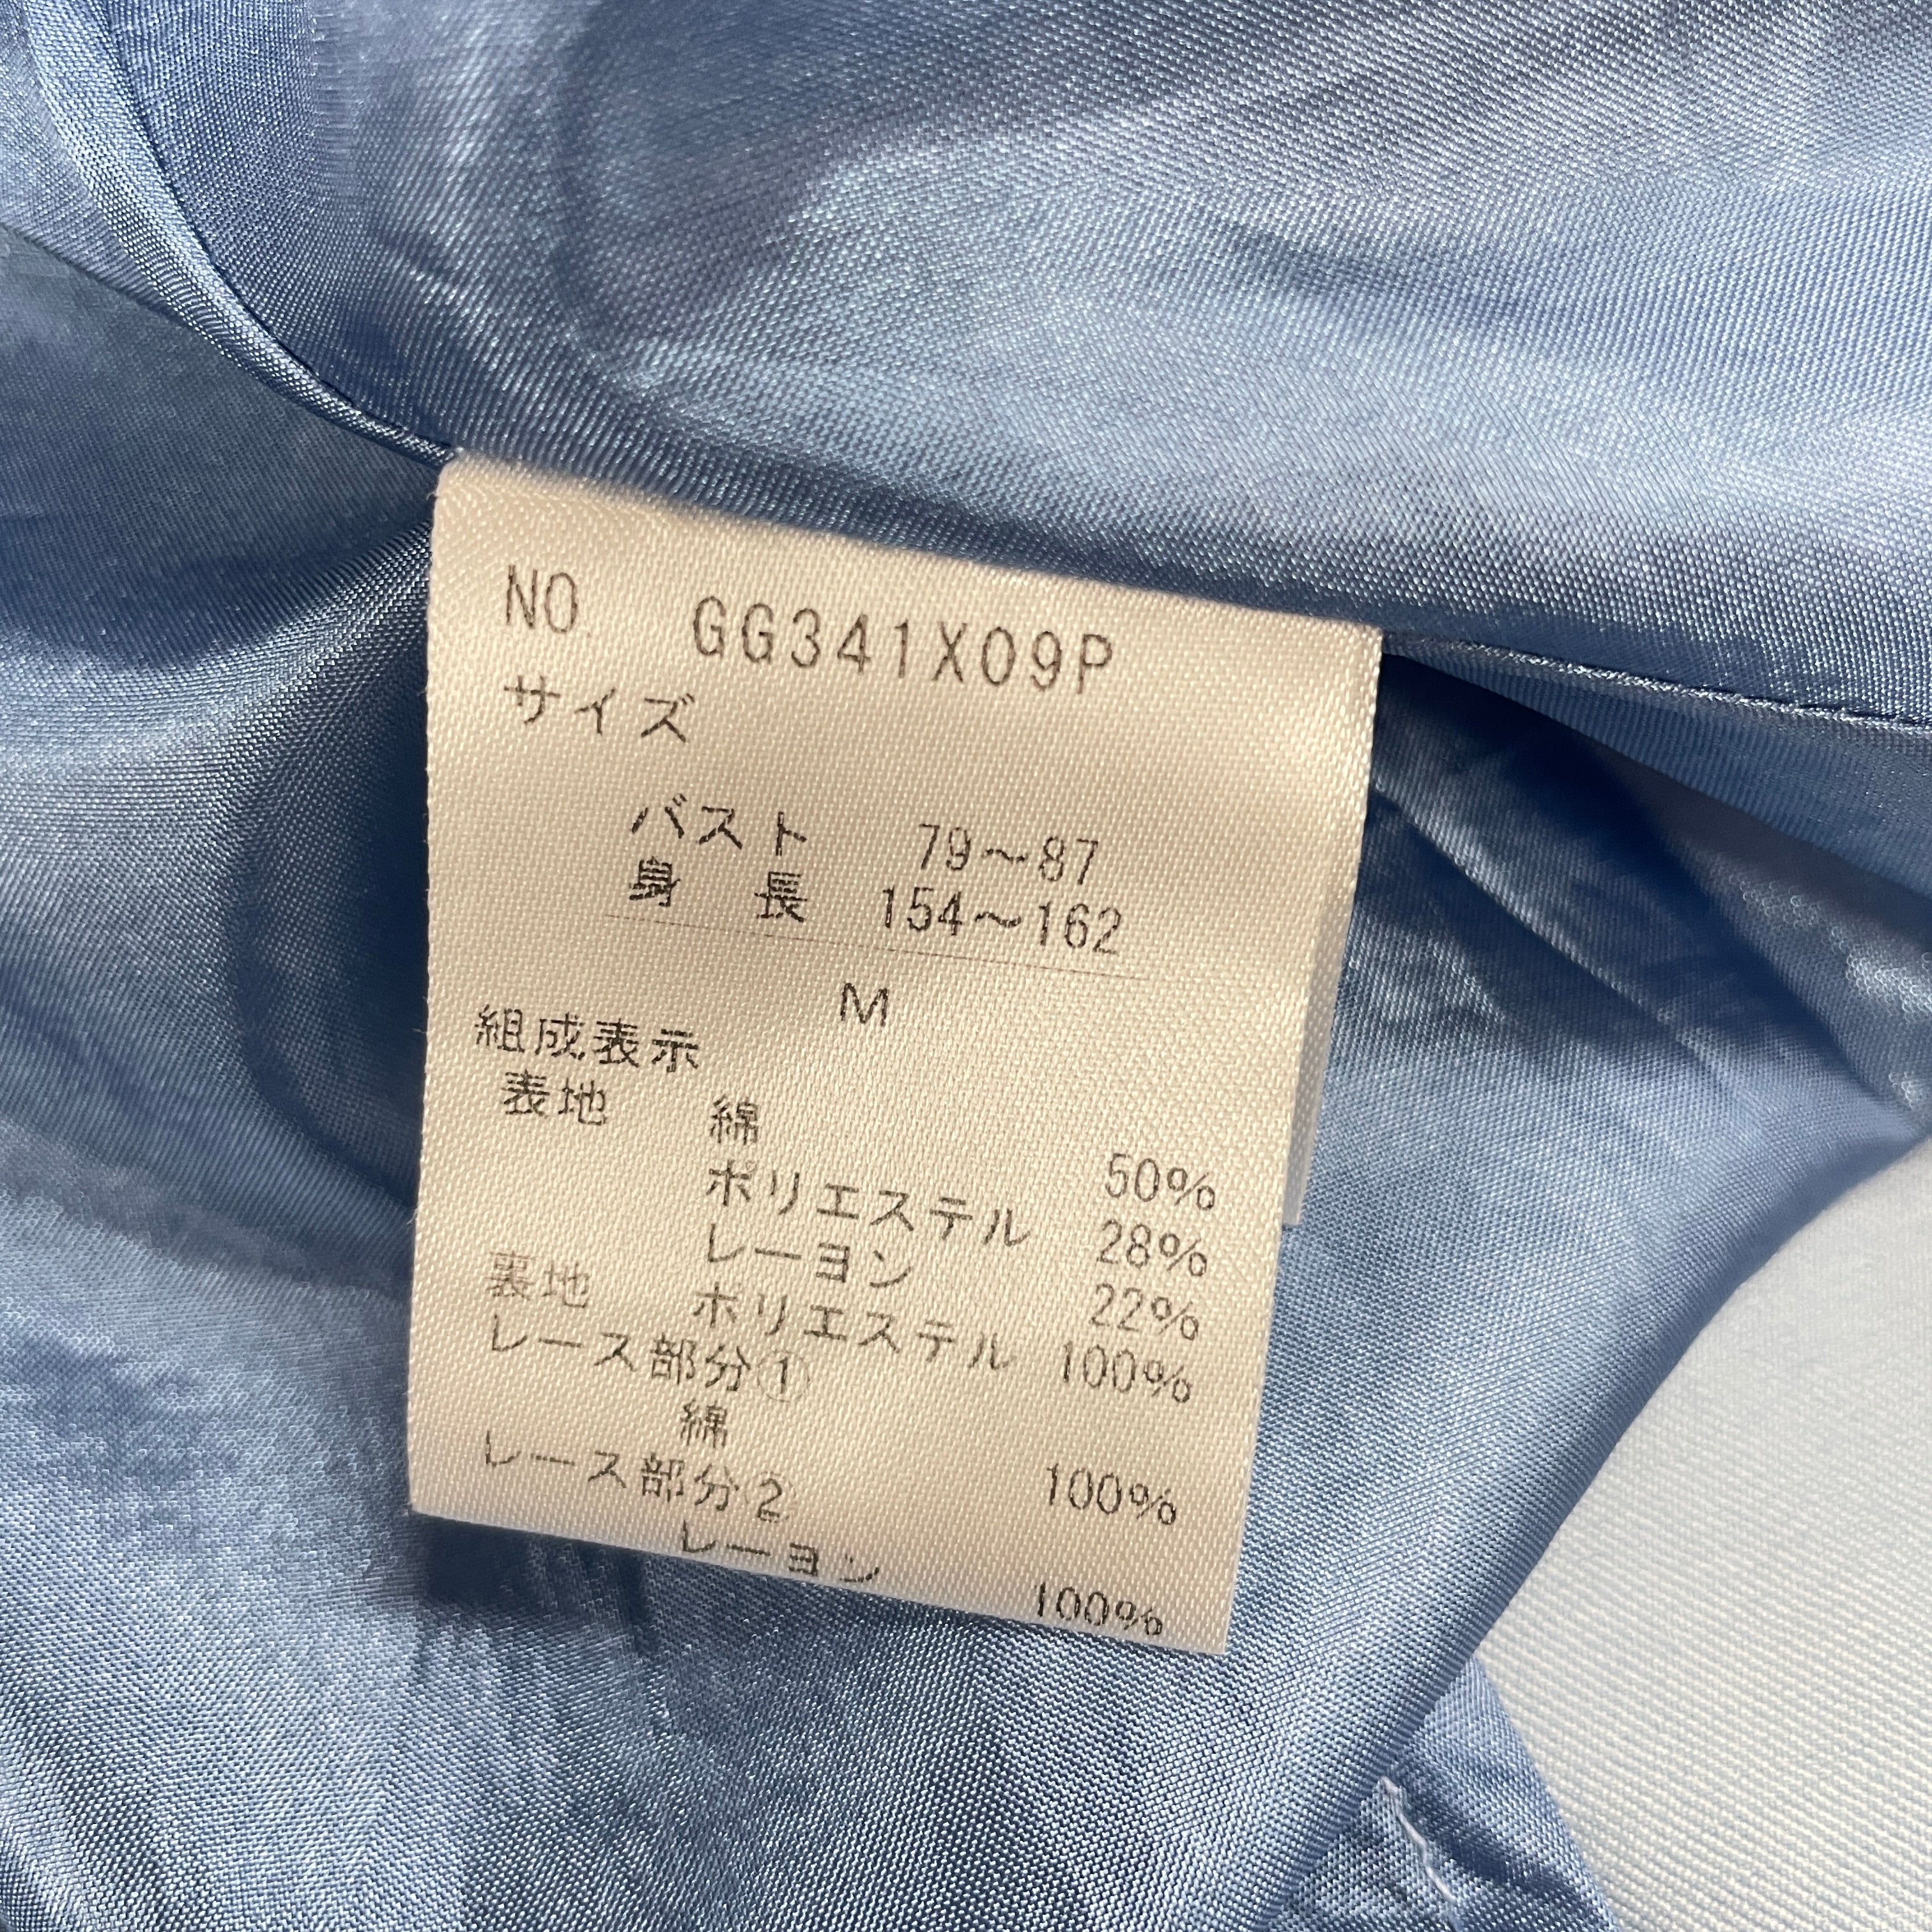 NO. GG341X09P
サイズ
バスト 79～87
身 長 154～162
M
組成表示
表地 綿 50%
ポリエステル 28%
レーヨン 22%
裏地 ポリエステル 100%
レース部分①
綿 100%
レース部分②
レーヨン 100%